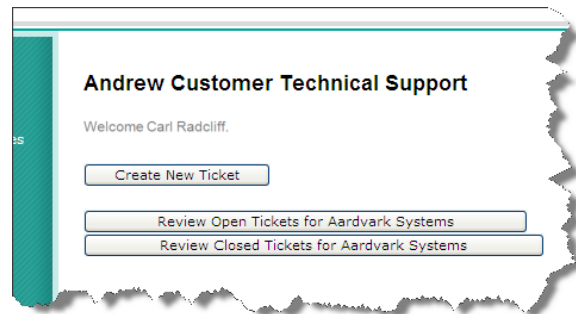 Andrew Customer Technical Support
Welcome Carl Radcliff.
es
Create New Ticket
Review Open Tickets for Aardvark Systems
Review Closed Tickets for Aardvark Systems